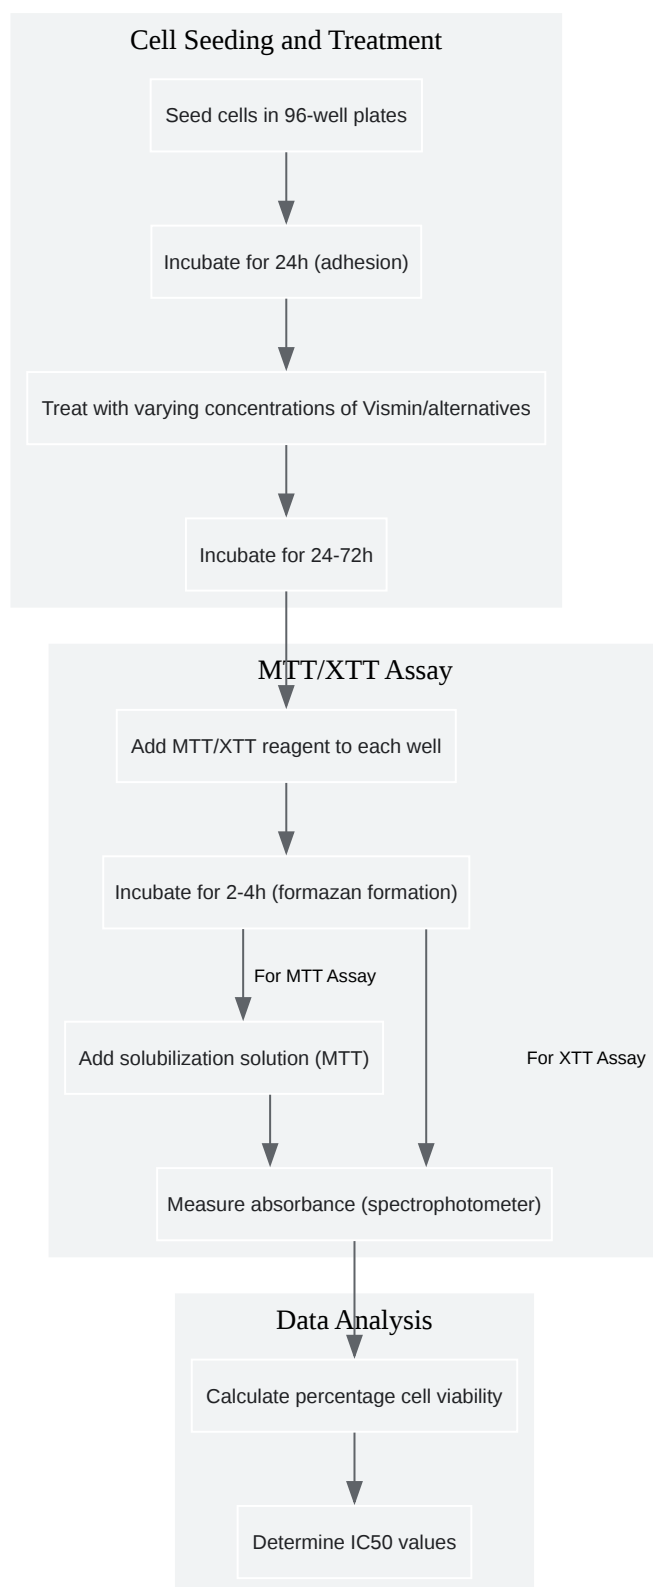 Cell Seeding and Treatment
Seed cells in 96-well plates
Incubate for 24h (adhesion)
Treat with varying concentrations of Vismin/alternatives
Incubate for 24-72h
MTT/XTT Assay
Add MTT/XTT reagent to each well
Incubate for 2-4h (formazan formation)
For MTT Assay
Add solubilization solution (MTT)
For XTT Assay
Measure absorbance (spectrophotometer)
Data Analysis
Calculate percentage cell viability
Determine IC50 values